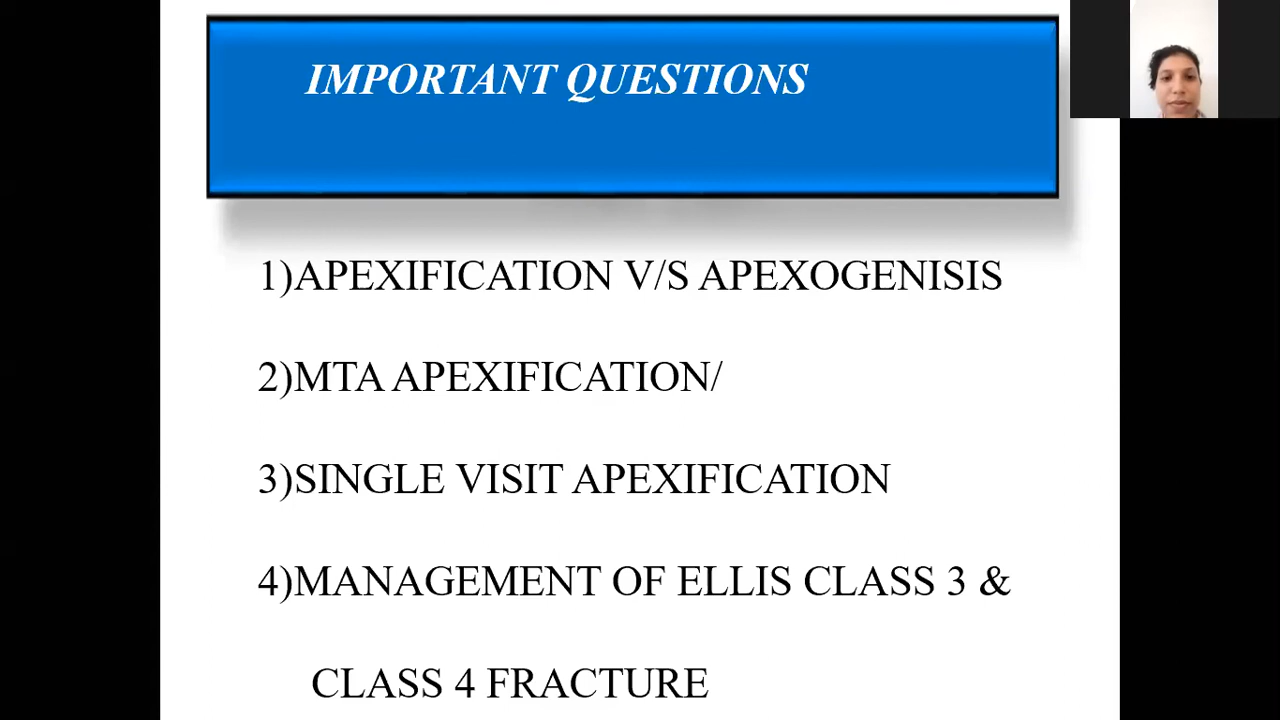 IMPORTANT QUESTIONS
1)APEXIFICATION V/S APEXOGENISIS
2)MTA APEXIFICATION/
3)SINGLE VISIT APEXIFICATION
4)MANAGEMENT OF ELLIS CLASS 3 &
CLASS 4 FRACTURE